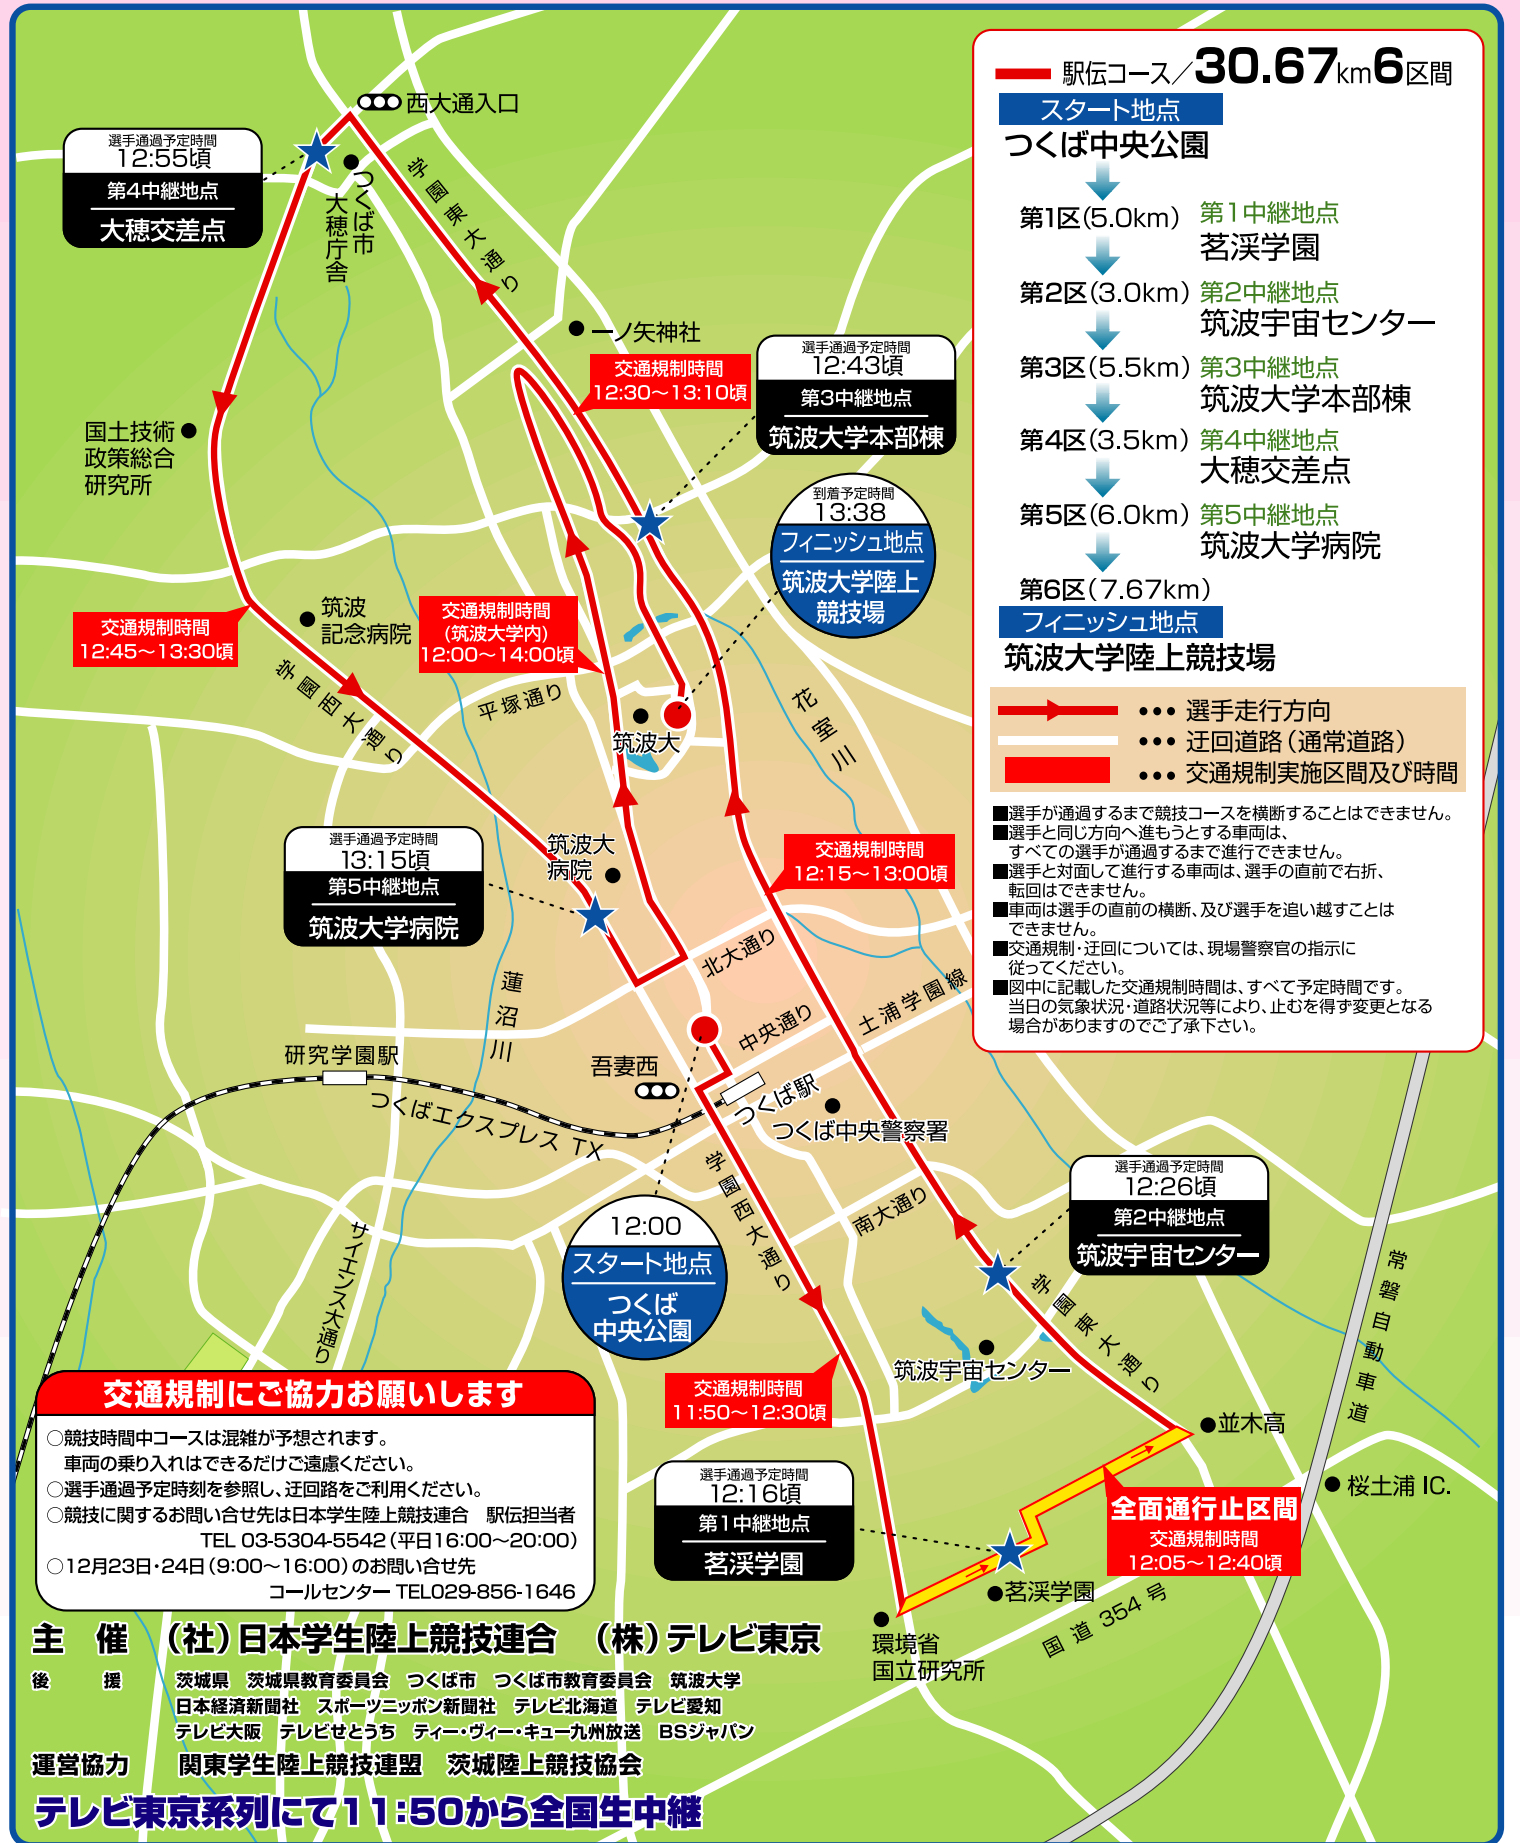 駅伝コース／30.67km6区間
スタート地点
つくば中央公園
第1区(5.0km)
第1中継地点
茗渓学園
第2区(3.0km)
第2中継地点
筑波宇宙センター
第3区(5.5km)
第3中継地点
筑波大学本部棟
第4区(3.5km)
第4中継地点
大穂交差点
第5区(6.0km)
第5中継地点
筑波大学病院
第6区(7.67km)
フィニッシュ地点
筑波大学陸上競技場
･･･ 選手走行方向
･･･ 迂回道路（通常道路）
･･･ 交通規制実施区間及び時間
■選手が通過するまで競技コースを横断することはできません。
■選手と同じ方向へ進もうとする車両は、
すべての選手が通過するまで進行できません。
■選手と対面して進行する車両は、選手の直前で右折、
転回はできません。
■車両は選手の直前の横断、及び選手を追い越すことは
できません。
■交通規制・迂回については、現場警察官の指示に
従ってください。
■図中に記載した交通規制時間は、すべて予定時間です。
当日の気象状況・道路状況等により、止むを得ず変更となる
場合がありますのでご了承下さい。
西大通入口
選手通過予定時間
12:55頃
第4中継地点
大穂交差点
つくば市
大穂庁舎
学園東大通り
一ノ矢神社
交通規制時間
12:30〜13:10頃
選手通過予定時間
12:43頃
第3中継地点
筑波大学本部棟
国土技術
政策総合
研究所
到着予定時間
13:38
フィニッシュ地点
筑波大学陸上
競技場
筑波
記念病院
交通規制時間
12:45〜13:30頃
交通規制時間
(筑波大学内)
12:00〜14:00頃
学園西大通り
平塚通り
筑波大
花室川
選手通過予定時間
13:15頃
第5中継地点
筑波大学病院
筑波大
病院
交通規制時間
12:15〜13:00頃
北大通り
蓮沼川
中央通り
土浦学園線
研究学園駅
吾妻西
つくばエクスプレス TX
つくば駅
つくば中央警察署
学園西大通り
南大通り
サイエンス大通り
12:00
スタート地点
つくば
中央公園
選手通過予定時間
12:26頃
第2中継地点
筑波宇宙センター
学園東大通り
常磐自動車道
筑波宇宙センター
交通規制時間
11:50〜12:30頃
並木高
桜土浦 IC.
選手通過予定時間
12:16頃
第1中継地点
茗渓学園
全面通行止区間
交通規制時間
12:05〜12:40頃
茗渓学園
国道 354 号
環境省
国立研究所
交通規制にご協力お願いします
○競技時間中コースは混雑が予想されます。
車両の乗り入れはできるだけご遠慮ください。
○選手通過予定時刻を参照し、迂回路をご利用ください。
○競技に関するお問い合せ先は日本学生陸上競技連合　駅伝担当者
TEL 03-5304-5542（平日16:00〜20:00）
○12月23日・24日（9:00〜16:00）のお問い合せ先
コールセンター TEL029-856-1646
主　催　（社）日本学生陸上競技連合　（株）テレビ東京
後　援　茨城県　茨城県教育委員会　つくば市　つくば市教育委員会　筑波大学
日本経済新聞社　スポーツニッポン新聞社　テレビ北海道　テレビ愛知
テレビ大阪　テレビせとうち　ティー・ヴィー・キュー九州放送　BSジャパン
運営協力　関東学生陸上競技連盟　茨城陸上競技協会
テレビ東京系列にて11:50から全国生中継